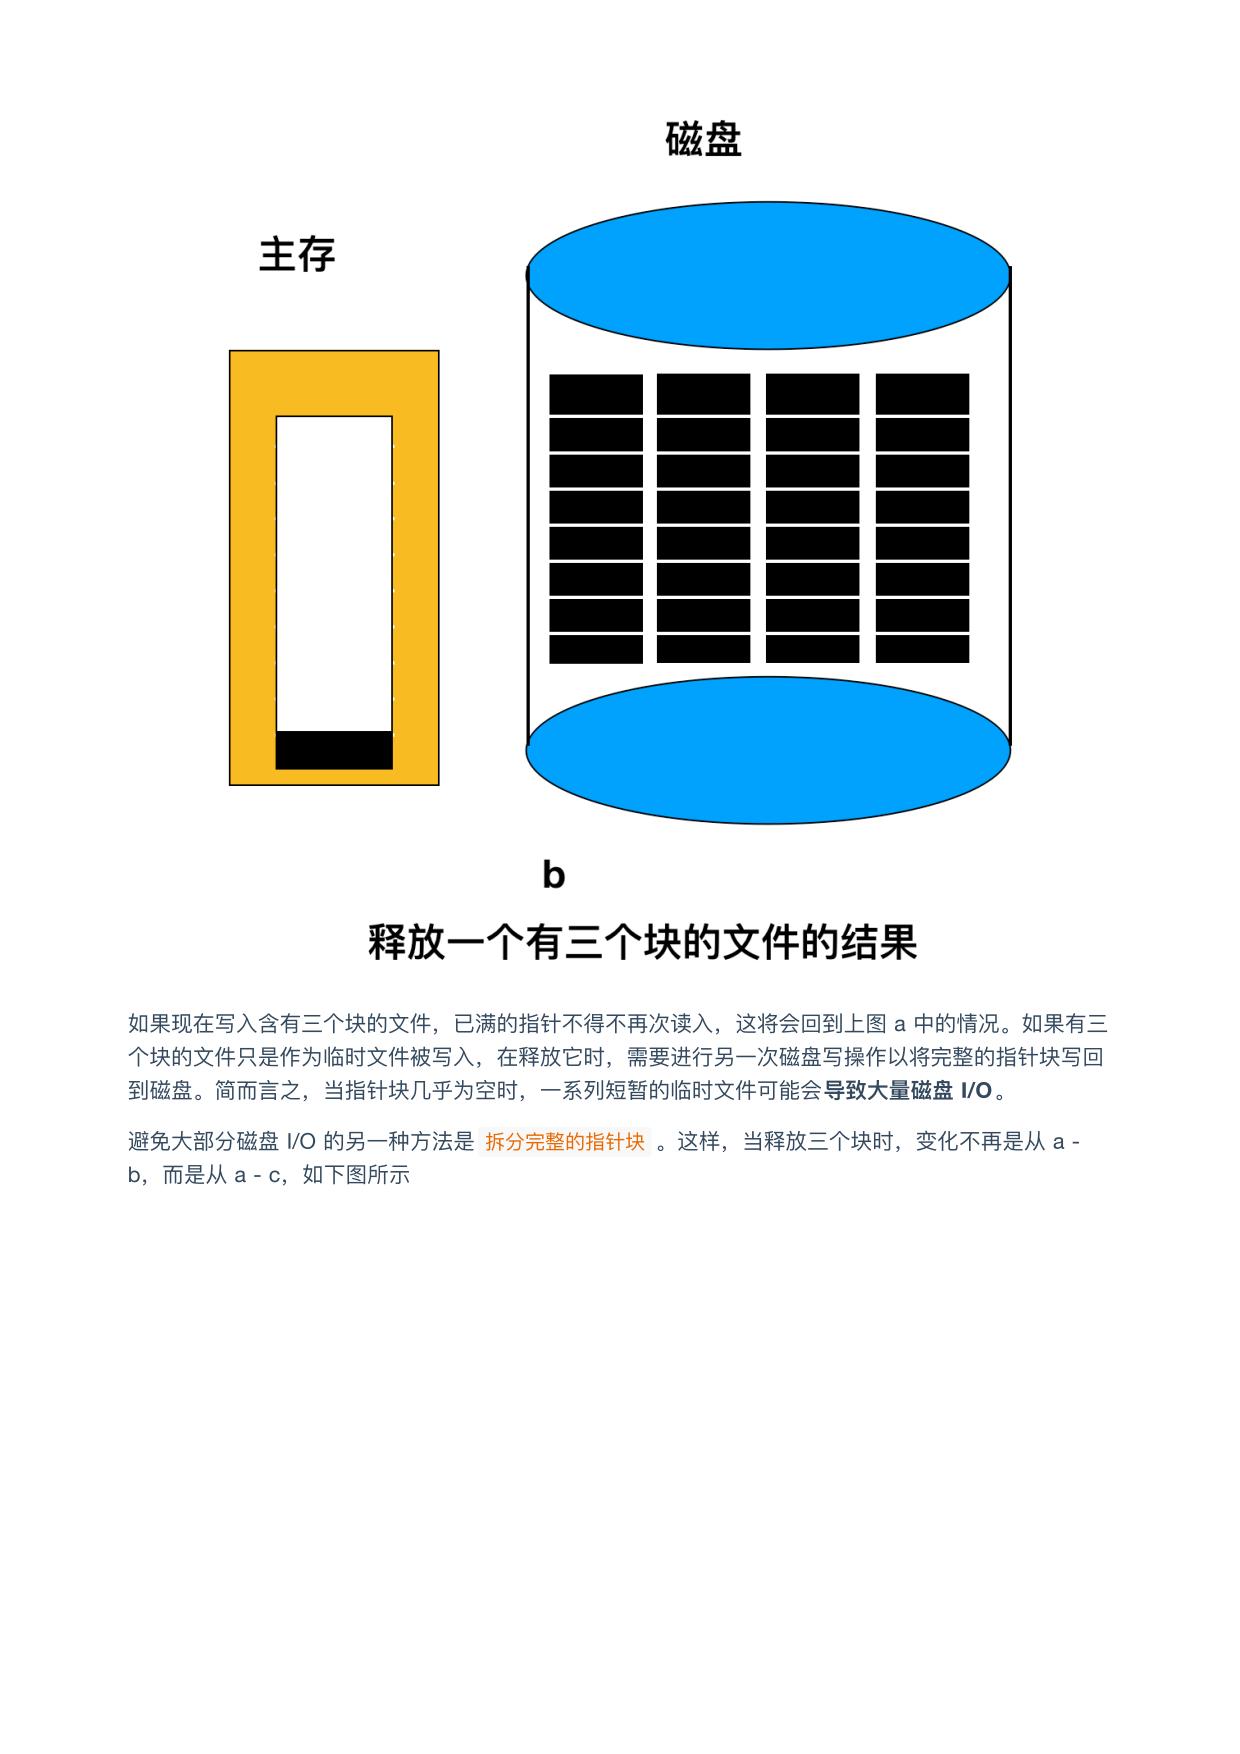 磁盘
主存
b
释放一个有三个块的文件的结果
如果现在写入含有三个块的文件，已满的指针不得不再次读入，这将会回到上图 a 中的情况。如果有三
个块的文件只是作为临时文件被写入，在释放它时，需要进行另一次磁盘写操作以将完整的指针块写回
到磁盘。简而言之，当指针块几乎为空时，一系列短暂的临时文件可能会导致大量磁盘 I/O。
避免大部分磁盘 I/O 的另一种方法是 拆分完整的指针块 。这样，当释放三个块时，变化不再是从 a -
b，而是从 a - c，如下图所示